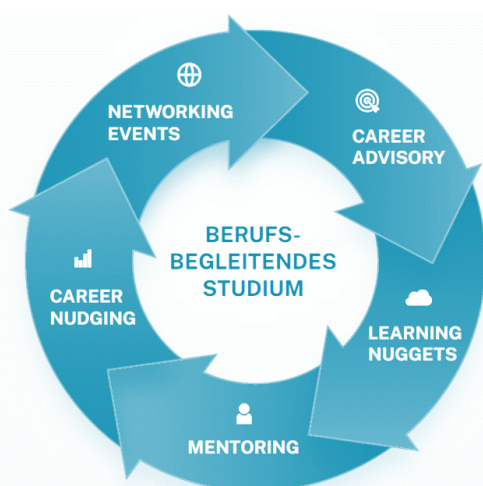 NETWORKING
EVENTS
CAREER
ADVISORY
BERUFS-
BEGLEITENDES
STUDIUM
CAREER
NUDGING
LEARNING
NUGGETS
MENTORING